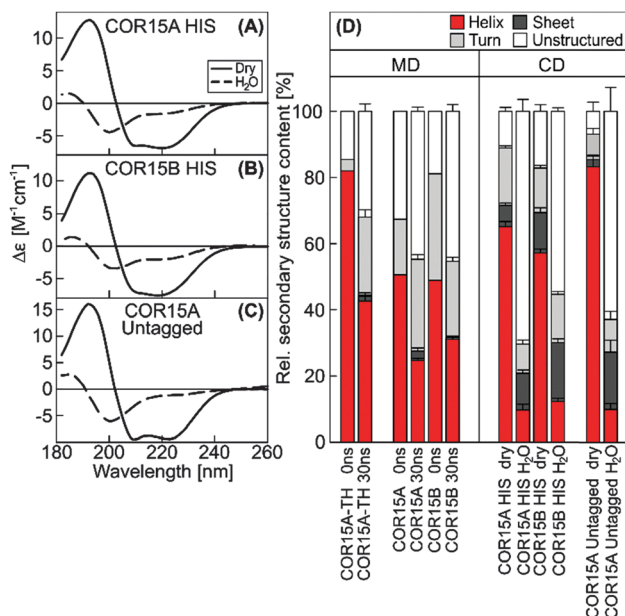 (A)
COR15A HIS
Dry
H₂O
10
5
0
-5
(B)
COR15B HIS
10
5
0
-5
(C)
COR15A
Untagged
15
10
5
0
-5
Δε [M⁻¹cm⁻¹]
180 200 220 240 260
Wavelength [nm]
(D)
Helix Sheet
Turn Unstructured
MD CD
Rel. secondary structure content [%]
100
80
60
40
20
0
COR15A-TH 0ns
COR15A-TH 30ns
COR15A 0ns
COR15A 30ns
COR15B 0ns
COR15B 30ns
COR15A HIS dry
COR15A HIS H₂O
COR15B HIS dry
COR15B HIS H₂O
COR15A Untagged dry
COR15A Untagged H₂O